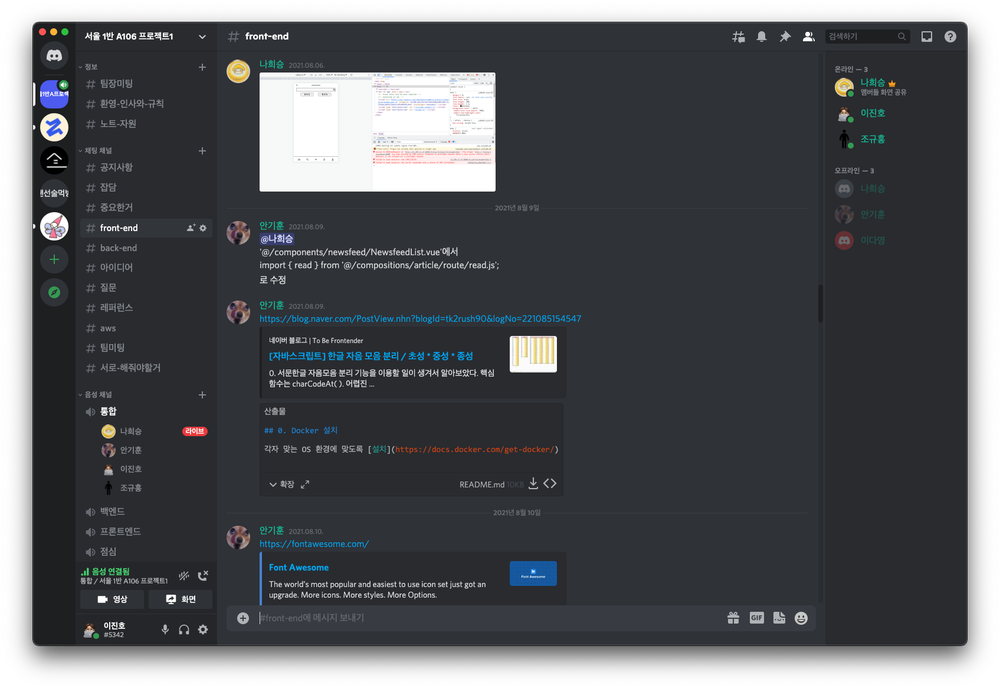 서울 1반 A106 프로젝트1
정보
팀장미팅
환영-인사와-규칙
노트-자원
채팅 채널
공지사항
잡담
중요한거
front-end
back-end
아이디어
질문
레퍼런스
aws
팀미팅
서로-해줘야할거
음성 채널
통합
나희승
라이브
안기훈
이진호
조규홍
백엔드
프론트엔드
점심
음성 연결됨
통합 / 서울 1반 A106 프로젝트1
영상
화면
이진호
#5342
front-end
검색하기
나희승 2021.08.06.
2021년 8월 9일
안기훈 2021.08.09.
@나희승
'@/components/newsfeed/NewsfeedList.vue'에서
import { read } from '@/compositions/article/route/read.js';
로 수정
안기훈 2021.08.09.
https://blog.naver.com/PostView.nhn?blogId=tk2rush90&logNo=221085154547
네이버 블로그 | To Be Frontender
[자바스크립트] 한글 자음 모음 분리 / 초성 * 중성 * 종성
0. 서문한글 자음모음 분리 기능을 이용할 일이 생겨서 알아보았다. 핵심
함수는 charCodeAt( ). 어렵진 ...
산출물
## 0. Docker 설치
각자 맞는 OS 환경에 맞도록 [설치](https://docs.docker.com/get-docker/)
확장
README.md 10KB
2021년 8월 10일
안기훈 2021.08.10.
https://fontawesome.com/
Font Awesome
The world's most popular and easiest to use icon set just got an
upgrade. More icons. More styles. More Options.
Font Awesome
#front-end에 메시지 보내기
GIF
온라인 — 3
나희승
멤버들 화면 공유
이진호
조규홍
오프라인 — 3
나희승
안기훈
이다영